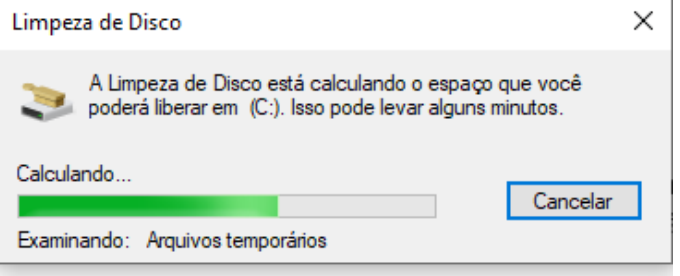 Limpeza de Disco
A Limpeza de Disco está calculando o espaço que você
poderá liberar em (C:). Isso pode levar alguns minutos.
Calculando...
Cancelar
Examinando: Arquivos temporários